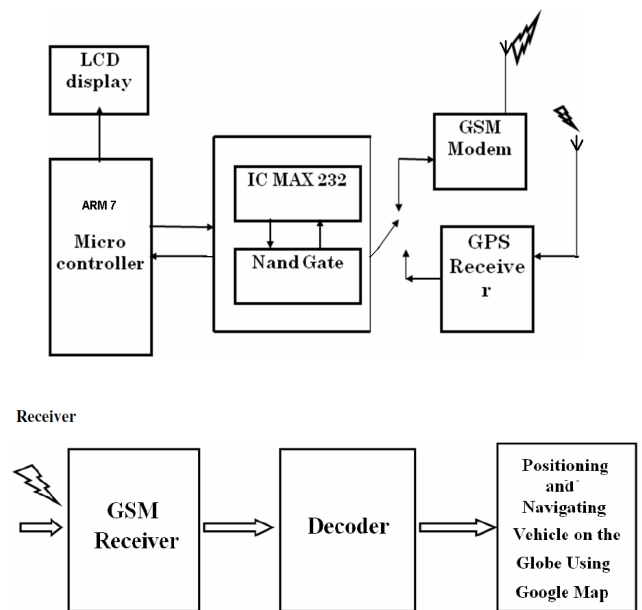 LCD
display
GSM
Modem
ARM 7
Micro
controller
IC MAX 232
Nand Gate
GPS
Receive
r
Receiver
GSM
Receiver
Decoder
Positioning
and
Navigating
Vehicle on the
Globe Using
Google Map